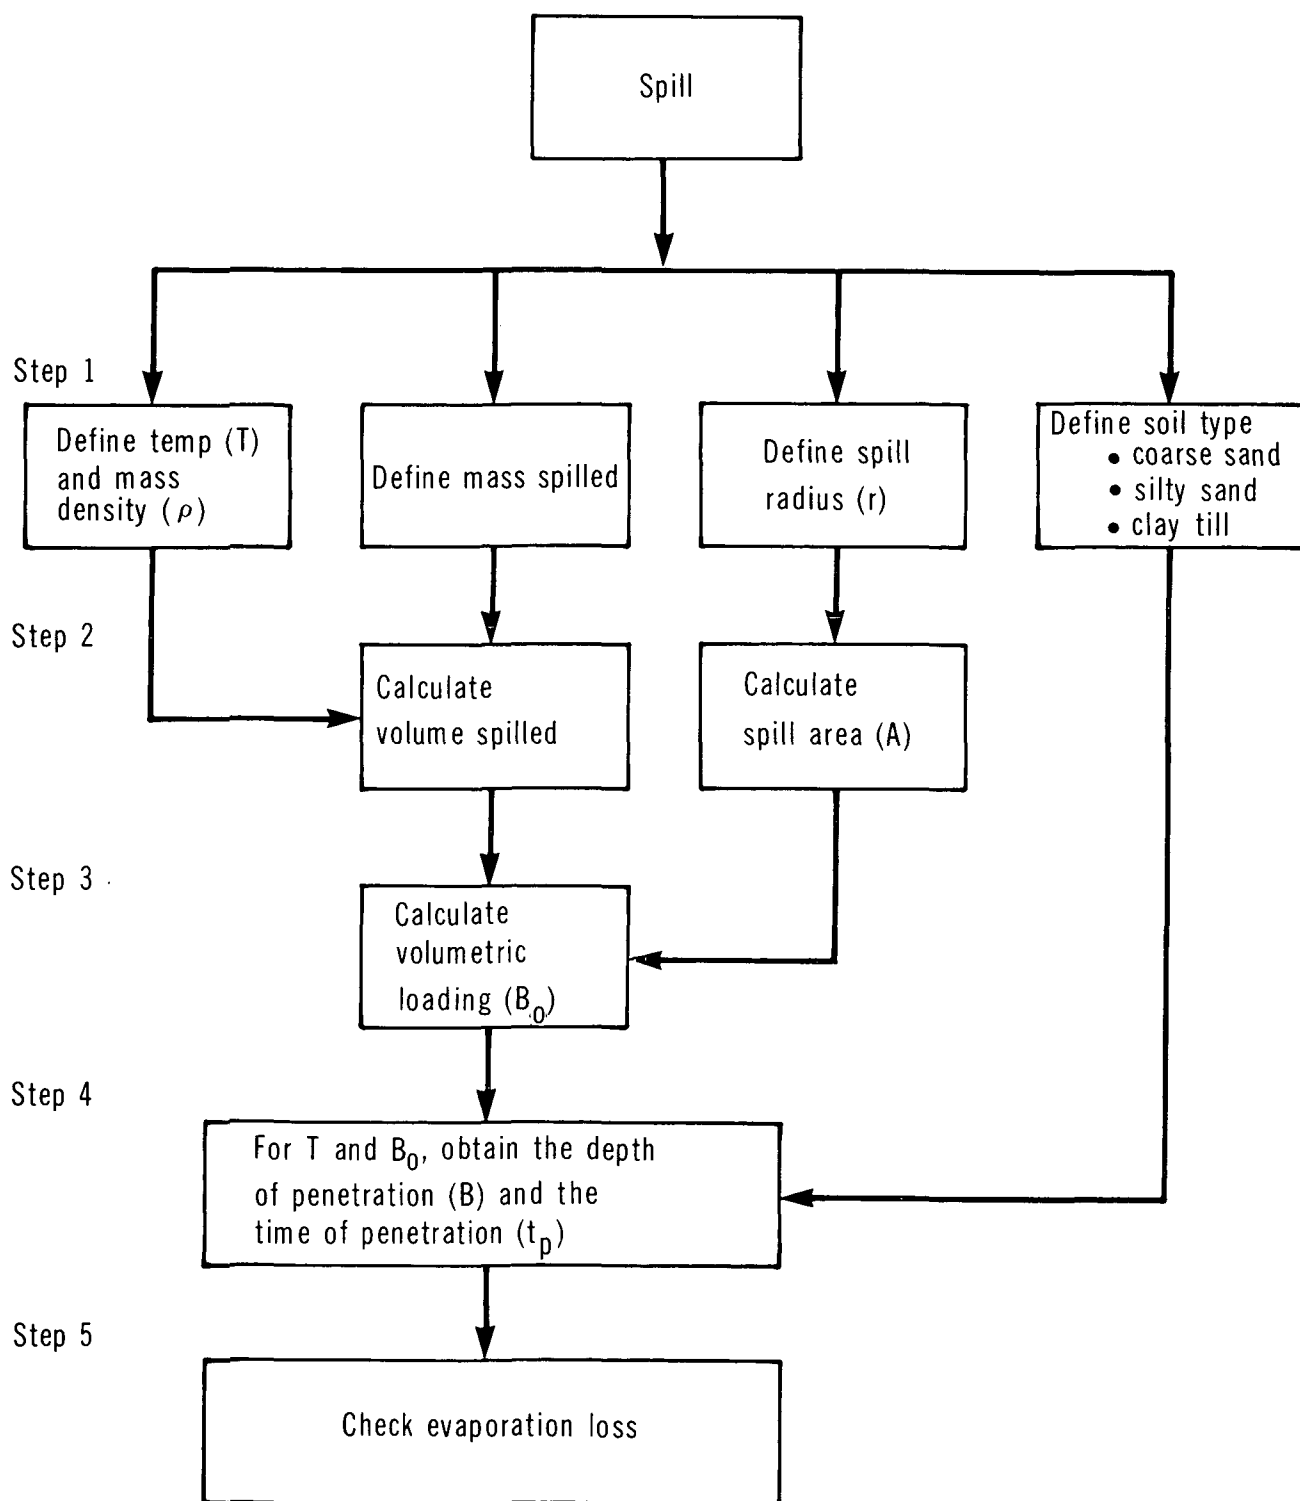 Spill
Step 1
Define temp (T)
and mass
density (ρ)
Define mass spilled
Define spill
radius (r)
Define soil type
• coarse sand
• silty sand
• clay till
Step 2
Calculate
volume spilled
Calculate
spill area (A)
Step 3
Calculate
volumetric
loading (B₀)
Step 4
For T and B₀, obtain the depth
of penetration (B) and the
time of penetration (tₚ)
Step 5
Check evaporation loss